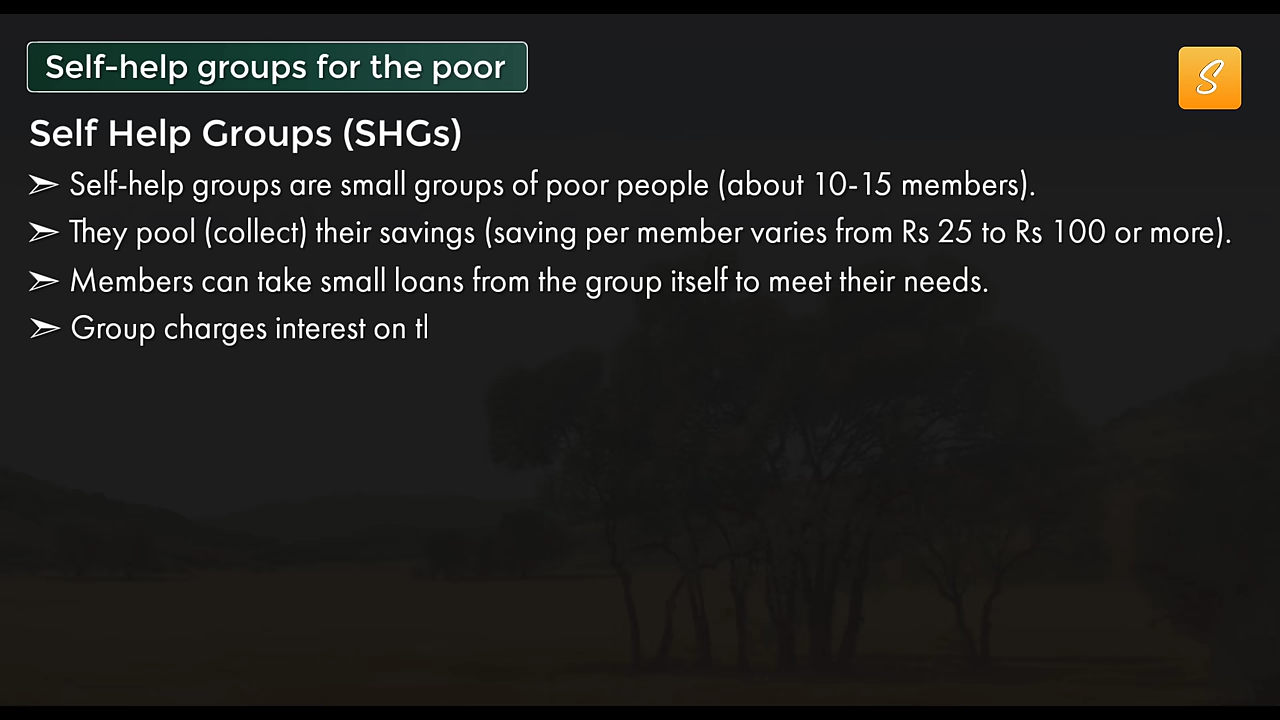 Self-help groups for the poor
S
Self Help Groups (SHGs)
➣ Self-help groups are small groups of poor people (about 10-15 members).
➣ They pool (collect) their savings (saving per member varies from Rs 25 to Rs 100 or more).
➣ Members can take small loans from the group itself to meet their needs.
➣ Group charges interest on